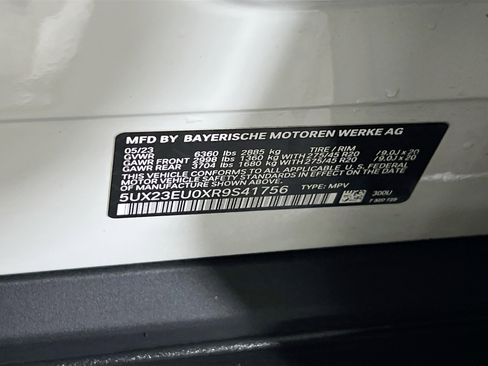 MFD BY BAYERISCHE MOTOREN WERKE AG
05/23 TIRE / RIM
GVWR 6360 lbs 2885 kg
GAWR FRONT 2998 lbs 1360 kg WITH 275/45 R20 / 9.0J x 20
GAWR REAR 3704 lbs 1680 kg WITH 275/45 R20 / 9.0J x 20
THIS VEHICLE CONFORMS TO ALL APPLICABLE U.S. FEDERAL
MOTOR VEHICLE SAFETY STANDARDS IN EFFECT ON THE DATE
OF MANUFACTURE SHOWN ABOVE.
5UX23EU0XR9S41756 TYPE: MPV 300U